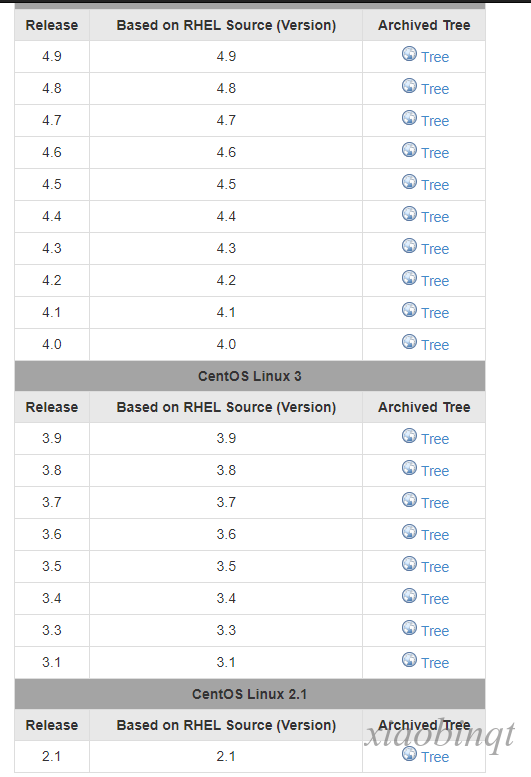 Release Based on RHEL Source (Version) Archived Tree
4.9 4.9 Tree
4.8 4.8 Tree
4.7 4.7 Tree
4.6 4.6 Tree
4.5 4.5 Tree
4.4 4.4 Tree
4.3 4.3 Tree
4.2 4.2 Tree
4.1 4.1 Tree
4.0 4.0 Tree
CentOS Linux 3
Release Based on RHEL Source (Version) Archived Tree
3.9 3.9 Tree
3.8 3.8 Tree
3.7 3.7 Tree
3.6 3.6 Tree
3.5 3.5 Tree
3.4 3.4 Tree
3.3 3.3 Tree
3.1 3.1 Tree
CentOS Linux 2.1
Release Based on RHEL Source (Version) Archived Tree
xiaobinqt
2.1 2.1 Tree